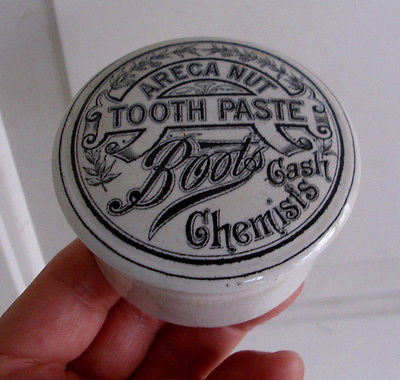 ARECA NUT
TOOTH PASTE
Boots
Cash
Chemists